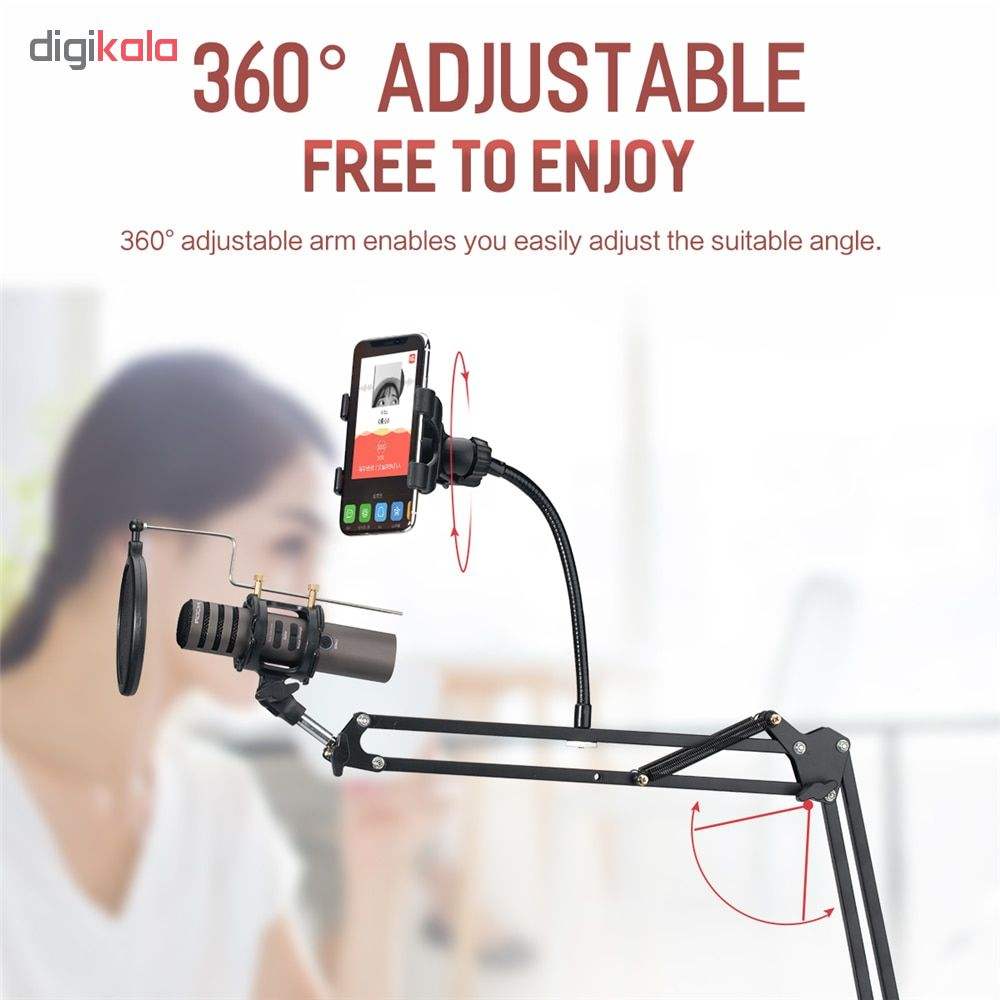 digikala
360° ADJUSTABLE
FREE TO ENJOY
360° adjustable arm enables you easily adjust the suitable angle.